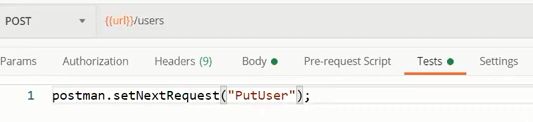 POST {{url}}/users
Params Authorization Headers (9) Body Pre-request Script Tests Settings
1 postman.setNextRequest("PutUser");